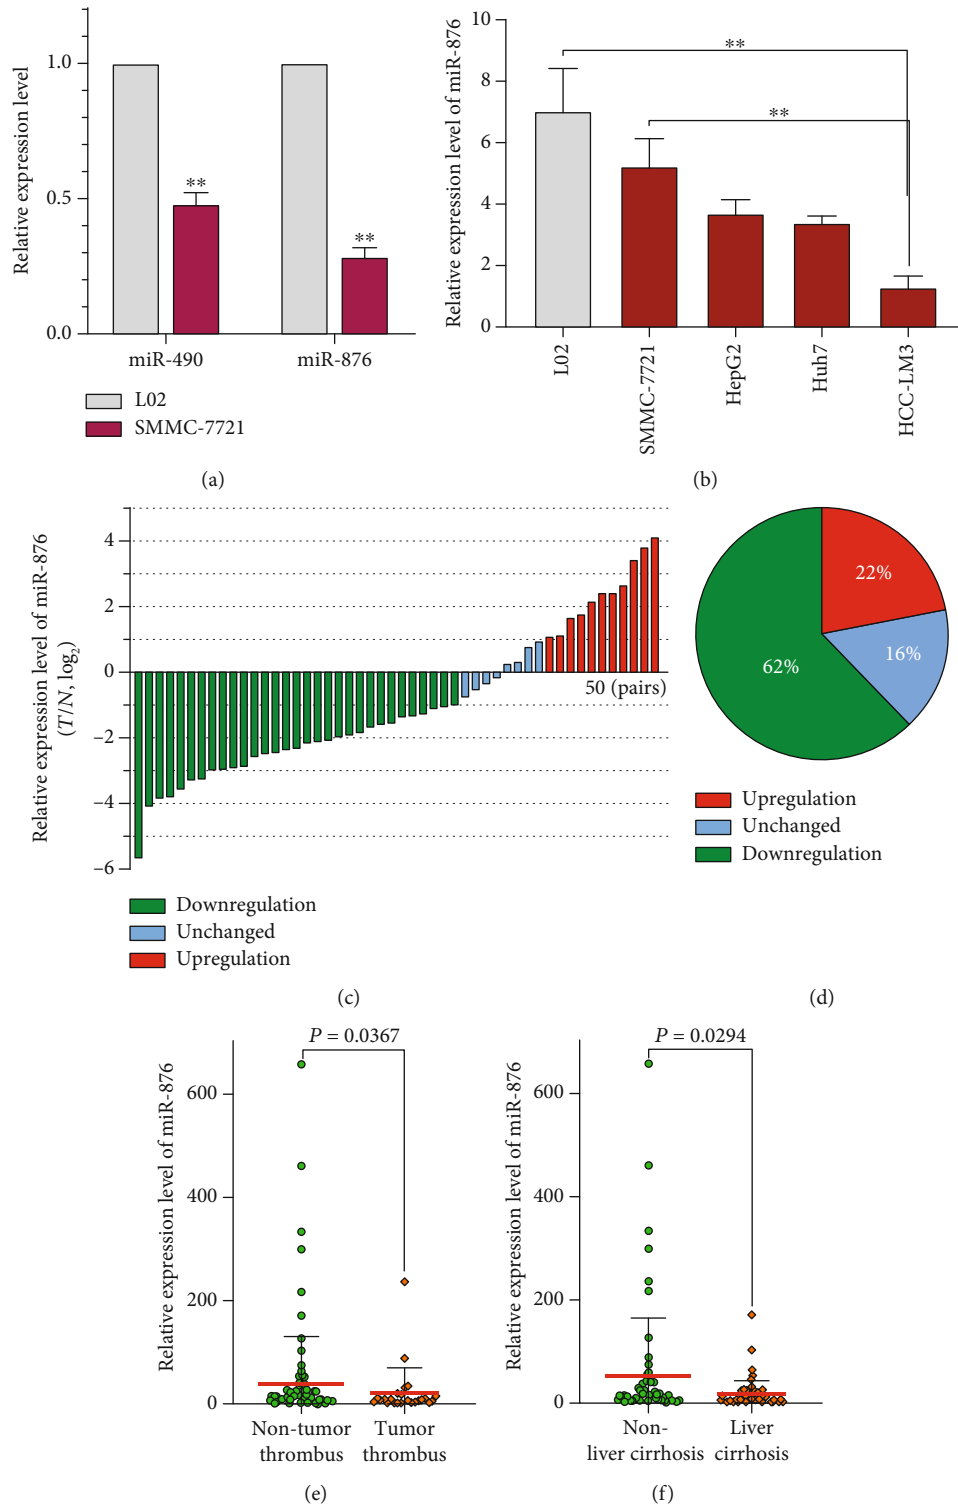 Relative expression level
1.0
0.5
0.0
**
**
miR-490
miR-876
L02
SMMC-7721
(a)
Relative expression level of miR-876
10
8
6
4
2
0
**
**
L02
SMMC-7721
HepG2
Huh7
HCC-LM3
(b)
Relative expression level of miR-876
(T/N, log2)
4
2
0
−2
−4
−6
50 (pairs)
Downregulation
Unchanged
Upregulation
(c)
22%
16%
62%
Upregulation
Unchanged
Downregulation
(d)
Relative expression level of miR-876
P = 0.0367
600
400
200
0
Non-tumor
thrombus
Tumor
thrombus
(e)
Relative expression level of miR-876
P = 0.0294
600
400
200
0
Non-
liver cirrhosis
Liver
cirrhosis
(f)